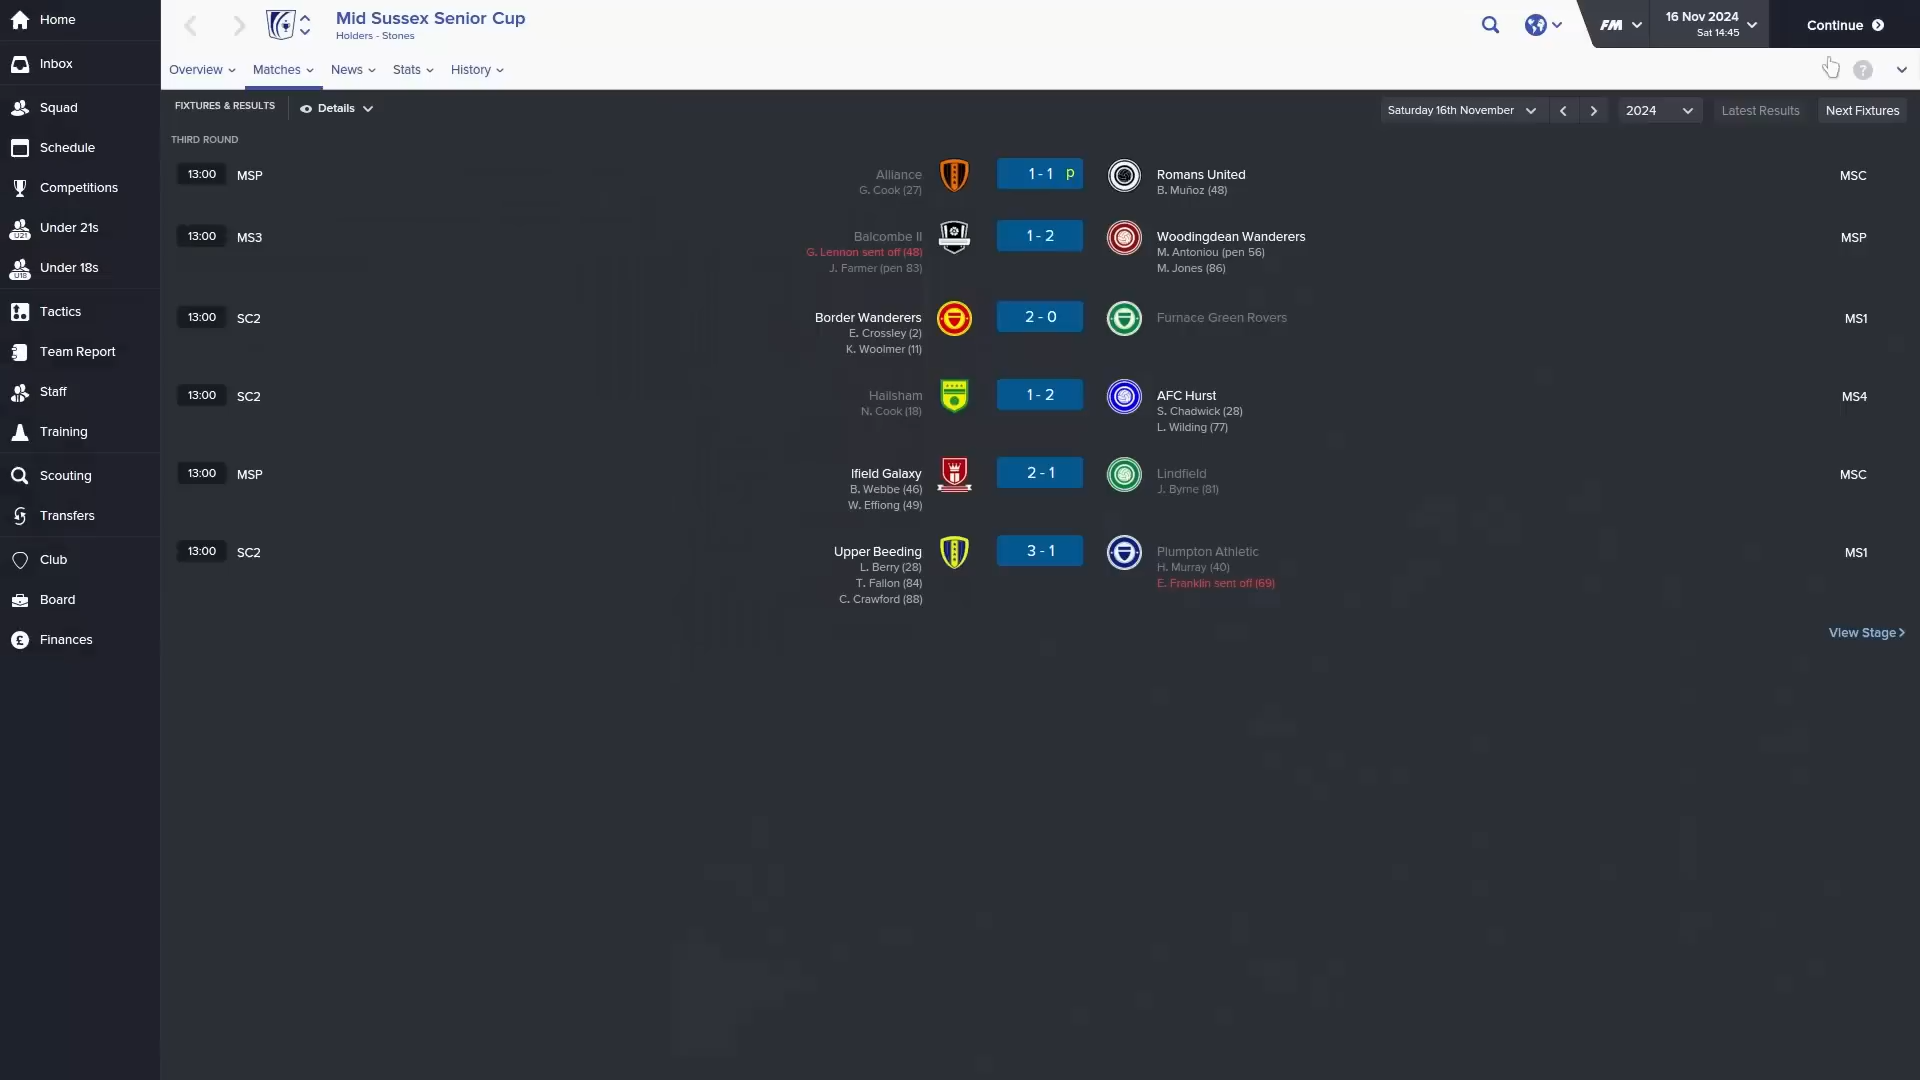 Home
Inbox
Squad
Schedule
Competitions
U21
Under 21s
U18
Under 18s
Tactics
Team Report
Staff
Training
Scouting
Transfers
Club
Board
£
Finances
Mid Sussex Senior Cup
Holders - Stones
FM
16 Nov 2024
Sat 14:45
Continue
Overview
Matches
News
Stats
History
?
FIXTURES & RESULTS
Details
Saturday 16th November
2024
Latest Results
Next Fixtures
THIRD ROUND
13:00 MSP Alliance 1 - 1 p Romans United MSC
G. Cook (27) B. Muñoz (48)
13:00 MS3 Balcombe II 1 - 2 Woodingdean Wanderers MSP
G. Lennon sent off (48) M. Antoniou (pen 56)
J. Farmer (pen 83) M. Jones (86)
13:00 SC2 Border Wanderers 2 - 0 Furnace Green Rovers MS1
E. Crossley (2)
K. Woolmer (11)
13:00 SC2 Hailsham 1 - 2 AFC Hurst MS4
N. Cook (18) S. Chadwick (28)
L. Wilding (77)
13:00 MSP Ifield Galaxy 2 - 1 Lindfield MSC
B. Webbe (46) J. Byrne (81)
W. Effiong (49)
13:00 SC2 Upper Beeding 3 - 1 Plumpton Athletic MS1
L. Berry (28) H. Murray (40)
T. Fallon (84) E. Franklin sent off (69)
C. Crawford (88)
View Stage >